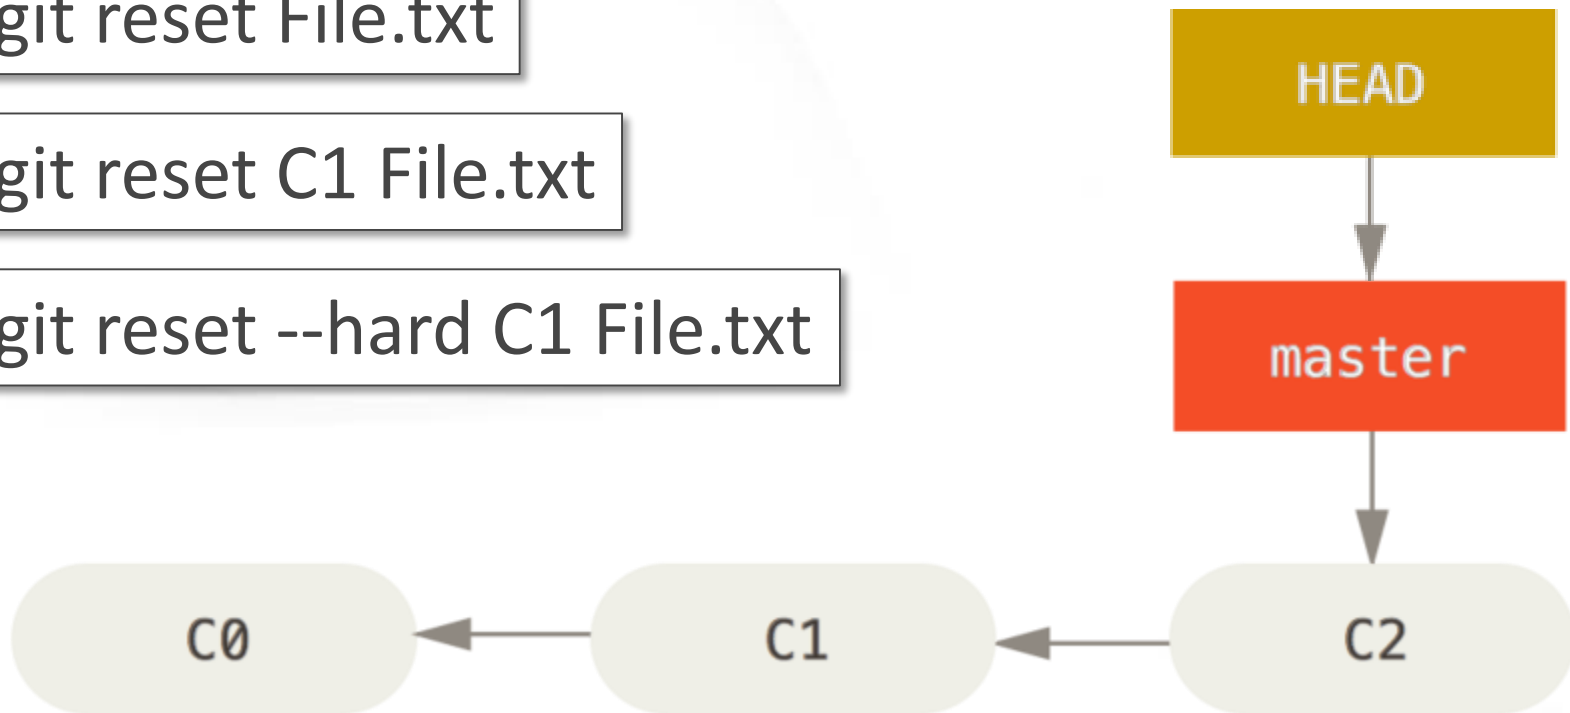 git reset File.txt
git reset C1 File.txt
git reset --hard C1 File.txt
HEAD
master
C0 C1 C2